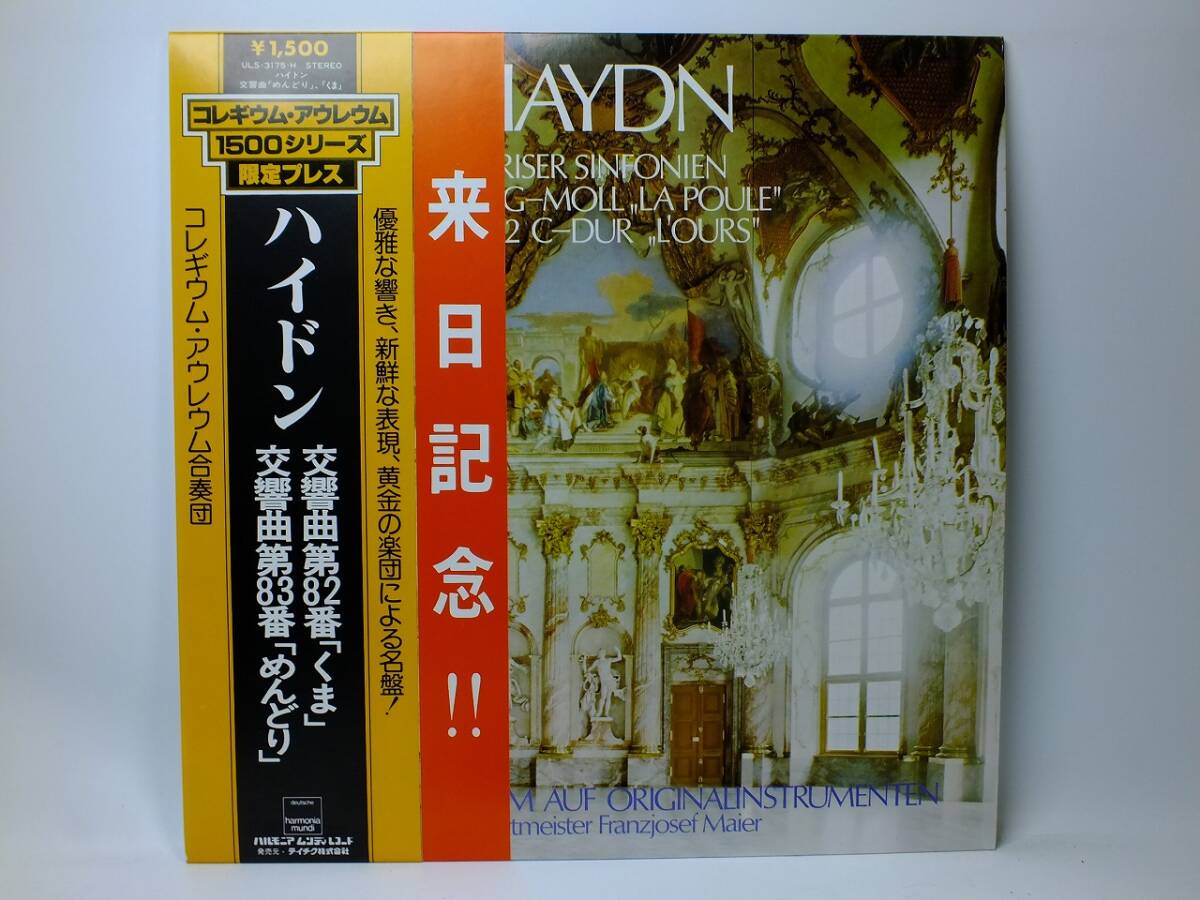 ¥1,500
ULS-3175-H STEREO
ハイドン
交響曲「めんどり」、「くま」
コレギウム・アウレウム
1500シリーズ
限定プレス
優雅な響き、新鮮な表現、黄金の楽団による名盤!
ハイドン
交響曲第82番「くま」
交響曲第83番「めんどり」
コレギウム・アウレウム合奏団
deutsche
harmonia
mundi
ハルモニア ムンディ レコード
発売元・テイチク株式会社
来日記念!!
HAYDN
RISER SINFONIEN
G-MOLL „LA POULE"
2 C-DUR „L'OURS"
M AUF ORIGINALINSTRUMENTEN
tmeister Franzjosef Maier